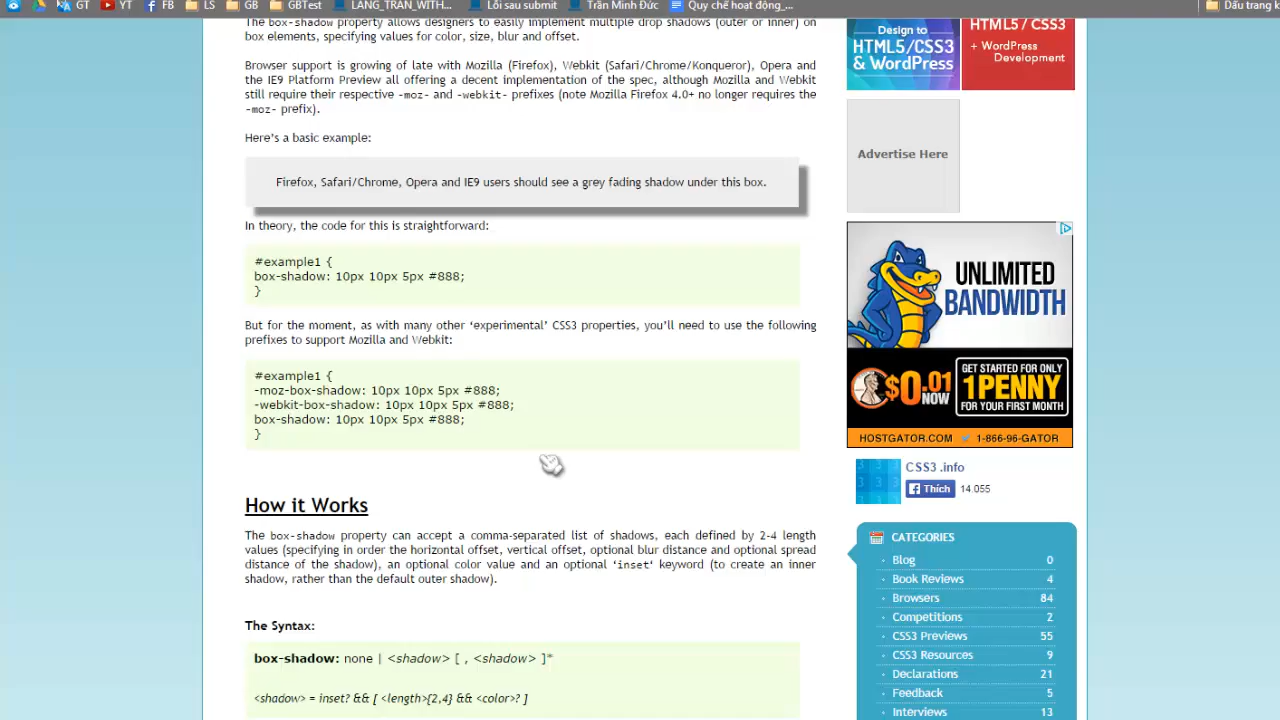 GT
YT
FB
LS
GB
GBTest
LANG_TRAN_WITH...
Lỗi sau submit
Trần Minh Đức
Quy chế hoạt động,...
Dấu trang k
The box-shadow property allows designers to easily implement multiple drop shadows (outer or inner) on
box elements, specifying values for color, size, blur and offset.
Browser support is growing of late with Mozilla (Firefox), Webkit (Safari/Chrome/Konqueror), Opera and
the IE9 Platform Preview all offering a decent implementation of the spec, although Mozilla and Webkit
still require their respective -moz- and -webkit- prefixes (note Mozilla Firefox 4.0+ no longer requires the
-moz- prefix).
Here’s a basic example:
Firefox, Safari/Chrome, Opera and IE9 users should see a grey fading shadow under this box.
In theory, the code for this is straightforward:
#example1 {
box-shadow: 10px 10px 5px #888;
}
But for the moment, as with many other ‘experimental’ CSS3 properties, you’ll need to use the following
prefixes to support Mozilla and Webkit:
#example1 {
-moz-box-shadow: 10px 10px 5px #888;
-webkit-box-shadow: 10px 10px 5px #888;
box-shadow: 10px 10px 5px #888;
}
How it Works
The box-shadow property can accept a comma-separated list of shadows, each defined by 2-4 length
values (specifying in order the horizontal offset, vertical offset, optional blur distance and optional spread
distance of the shadow), an optional color value and an optional ‘inset‘ keyword (to create an inner
shadow, rather than the default outer shadow).
The Syntax:
box-shadow: none | <shadow> [ , <shadow> ]*
<shadow> = inset? && [ <length>{2,4} && <color>? ]
Design to
HTML5/CSS3
& WordPress
HTML5 / CSS3
+ WordPress
Development
Advertise Here
UNLIMITED
BANDWIDTH
$0.01
NOW
GET STARTED FOR ONLY
1PENNY
FOR YOUR FIRST MONTH
HOSTGATOR.COM
1-866-96-GATOR
CSS3 .info
Thích
14.055
CATEGORIES
Blog 0
Book Reviews 4
Browsers 84
Competitions 2
CSS3 Previews 55
CSS3 Resources 9
Declarations 21
Feedback 5
Interviews 13